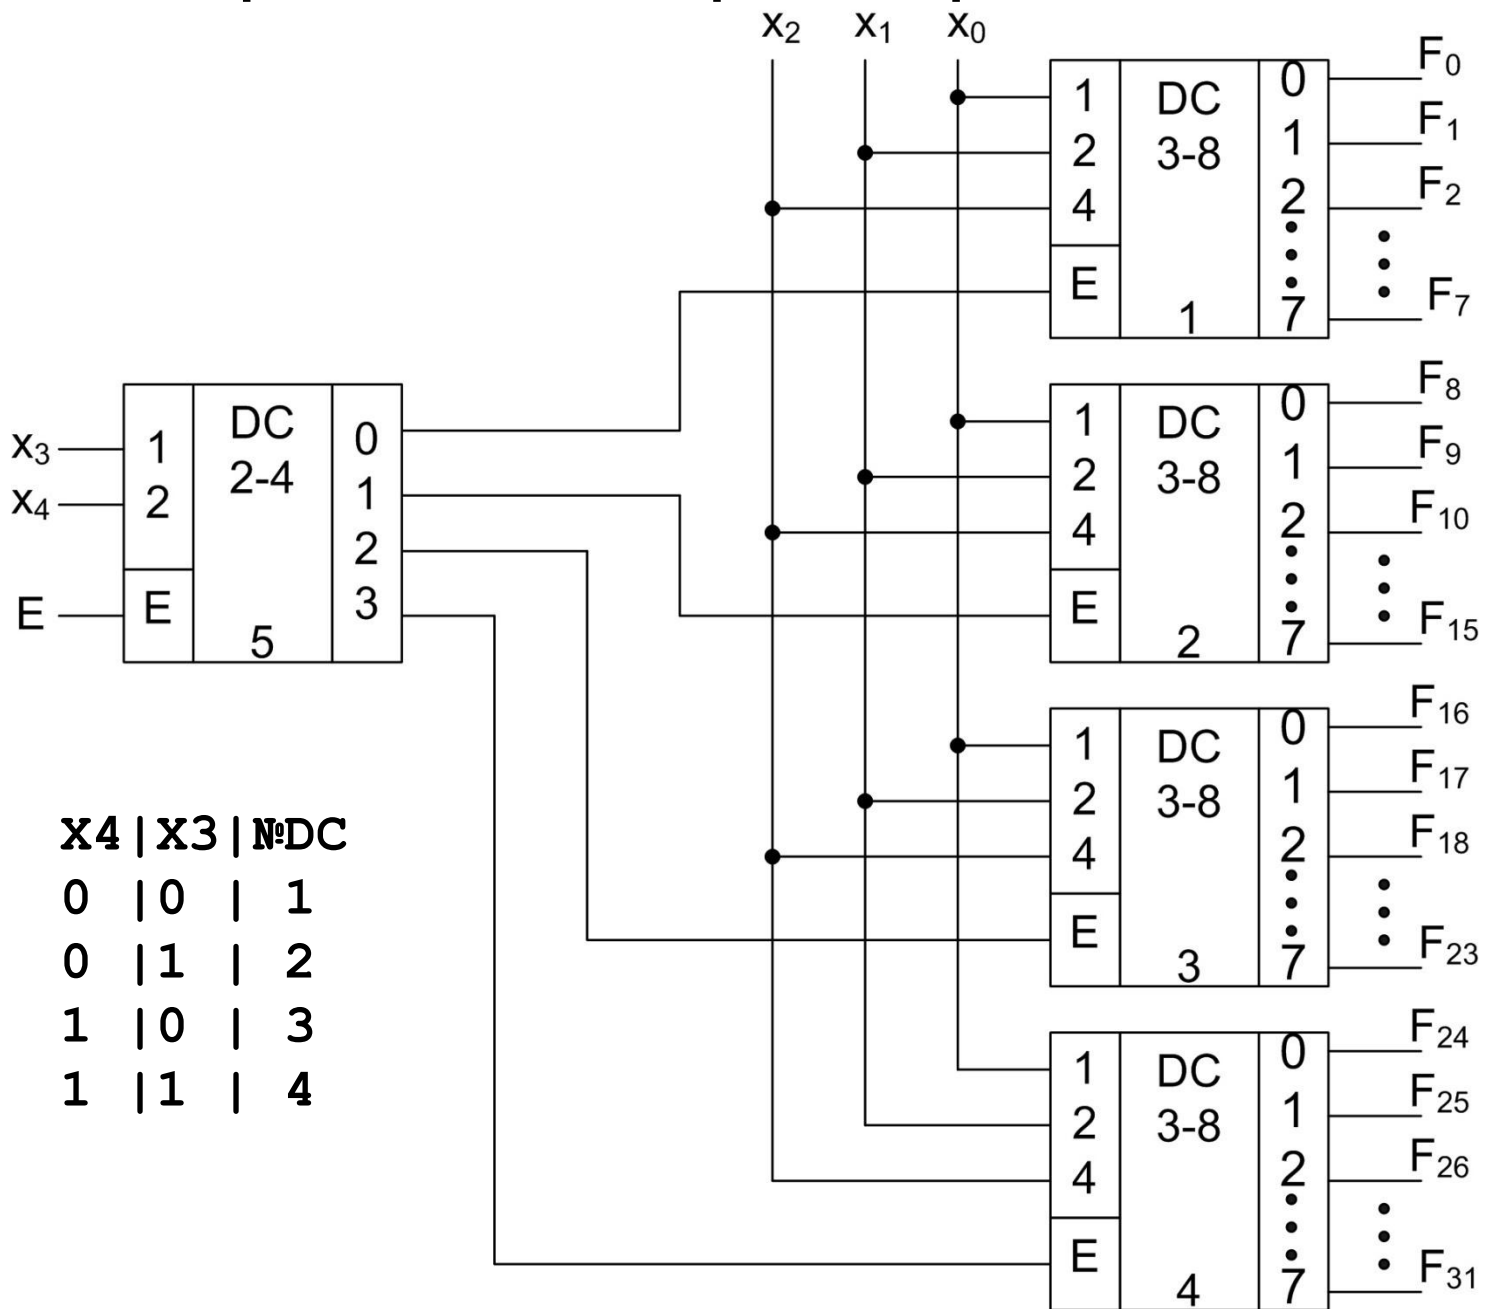 x2 x1 x0
1 DC 0 F0
2 3-8 1 F1
4 2 F2
E 1 7 F7
1 DC 0 F8
2 3-8 1 F9
4 2 F10
E 2 7 F15
x3 1 DC 0
x4 2 2-4 1
2
E E 5 3
1 DC 0 F16
2 3-8 1 F17
4 2 F18
E 3 7 F23
X4|X3|№DC
0 |0 | 1
0 |1 | 2
1 |0 | 3
1 |1 | 4
1 DC 0 F24
2 3-8 1 F25
4 2 F26
E 4 7 F31